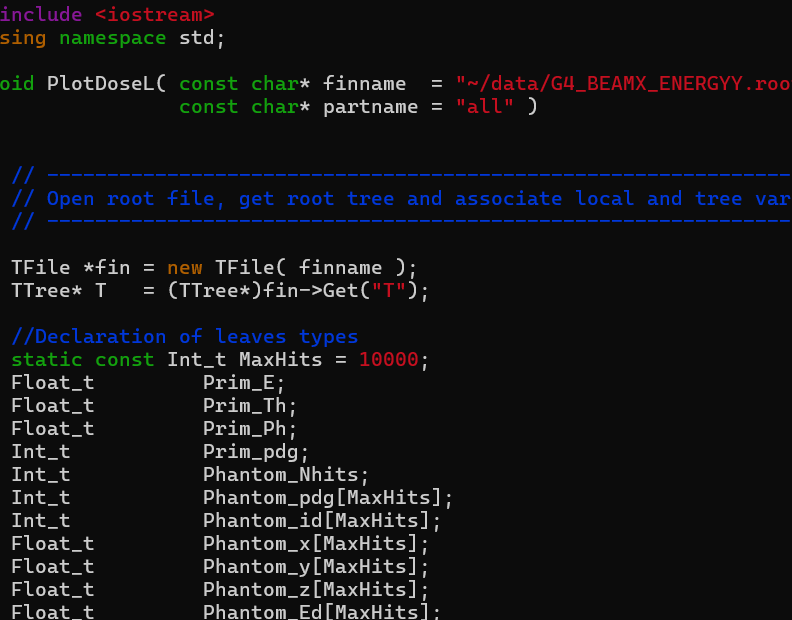 include <iostream>
sing namespace std;
oid PlotDoseL( const char* finname  = "~/data/G4_BEAMX_ENERGYY.roo
               const char* partname = "all" )
// --------------------------------------------------------------
// Open root file, get root tree and associate local and tree var
// --------------------------------------------------------------
TFile *fin = new TFile( finname );
TTree* T   = (TTree*)fin->Get("T");
//Declaration of leaves types
static const Int_t MaxHits = 10000;
Float_t         Prim_E;
Float_t         Prim_Th;
Float_t         Prim_Ph;
Int_t           Prim_pdg;
Int_t           Phantom_Nhits;
Int_t           Phantom_pdg[MaxHits];
Int_t           Phantom_id[MaxHits];
Float_t         Phantom_x[MaxHits];
Float_t         Phantom_y[MaxHits];
Float_t         Phantom_z[MaxHits];
Float_t         Phantom_Ed[MaxHits];